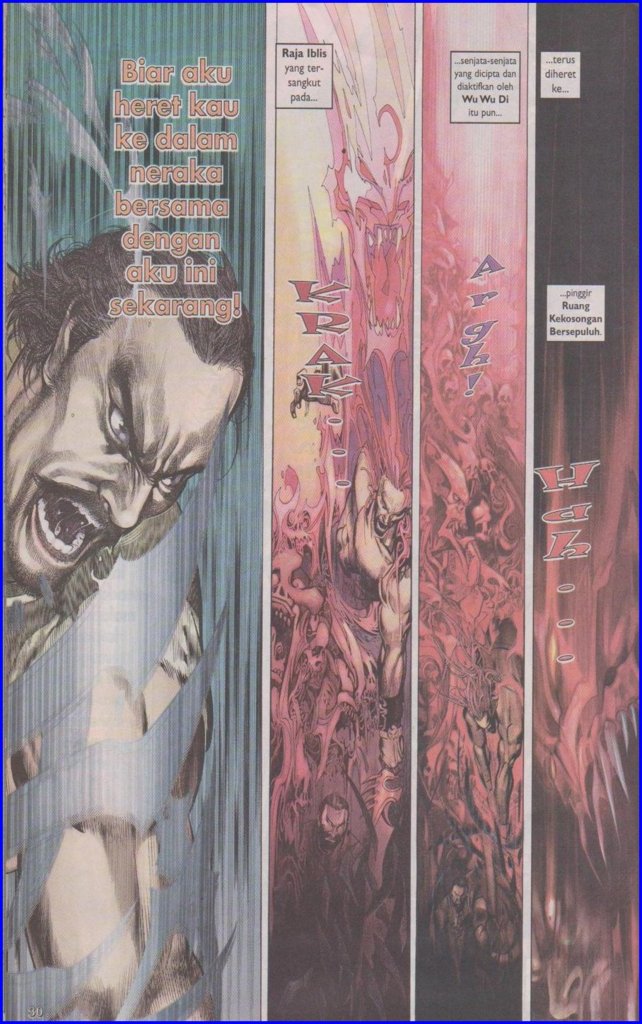 Biar aku
heret kau
ke dalam
neraka
bersama
dengan
aku ini
sekarang!
Raja Iblis
yang ter-
sangkut
pada...
KRAK...
...senjata-senjata
yang dicipta dan
diaktifkan oleh
Wu Wu Di
itu pun...
Argh!
...terus
diheret
ke...
...pinggir
Ruang
Kekosongan
Bersepuluh.
Hah...
30